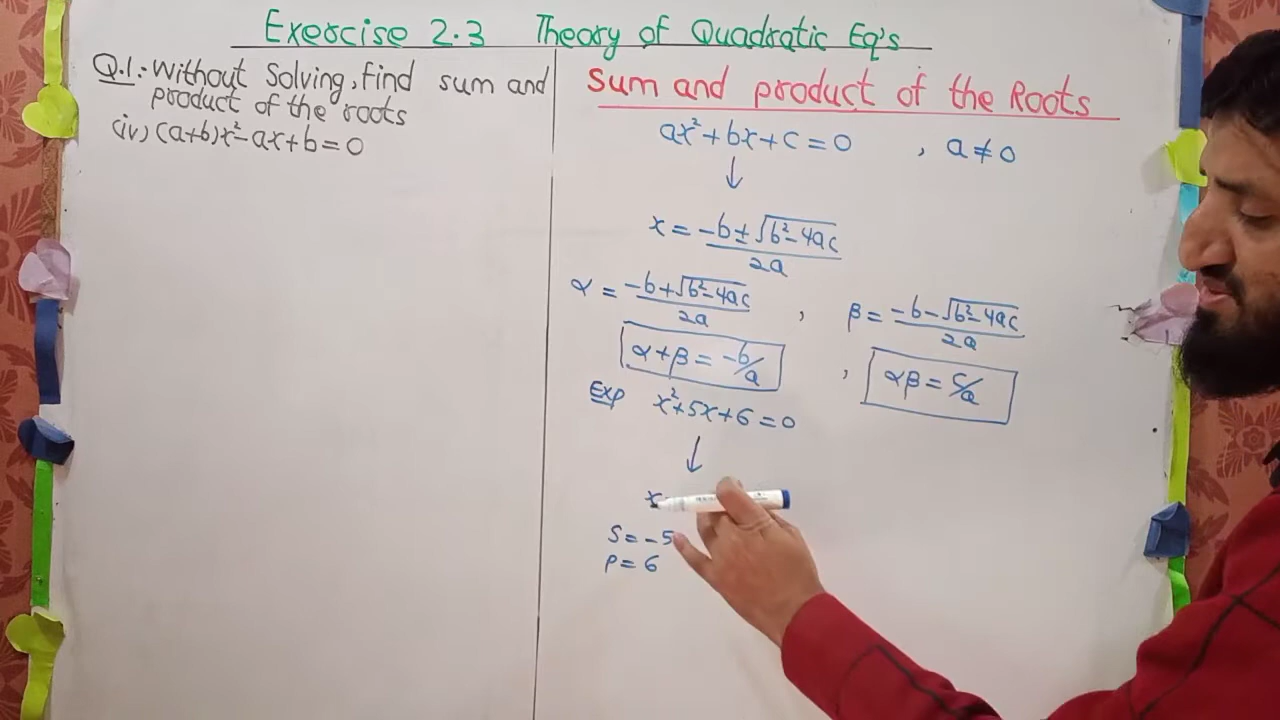 Exercise 2.3 Theory of Quadratic Eq's
Q.1:- Without Solving, find sum and
product of the roots
(iv) (a+b)x²-ax+b=0
Sum and product of the Roots
ax²+bx+c=0 , a≠0
↓
x = -b±√b²-4ac/2a
α = -b+√b²-4ac/2a , β = -b-√b²-4ac/2a
α+β = -b/a , αβ = c/a
Exp x²+5x+6=0
↓
x
S=-5
P=6